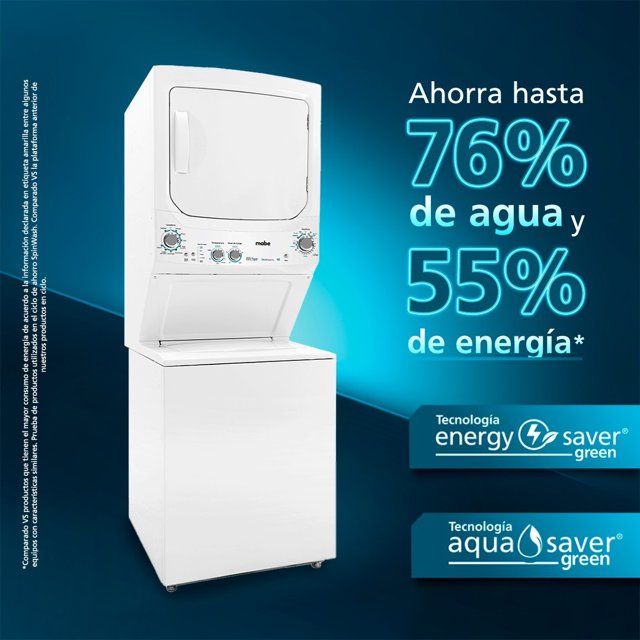 Ahorra hasta
76%
de agua y
55%
de energía*
Tecnología
energy saver®
green
Tecnología
aqua saver®
green
mabe
*Comparado VS productos que tienen el mayor consumo de energía de acuerdo a la información declarada en etiqueta amarilla entre algunos
equipos con características similares. Prueba de productos utilizados en el ciclo de ahorro SpinWash. Comparado VS la plataforma anterior de
nuestros productos en ciclo.